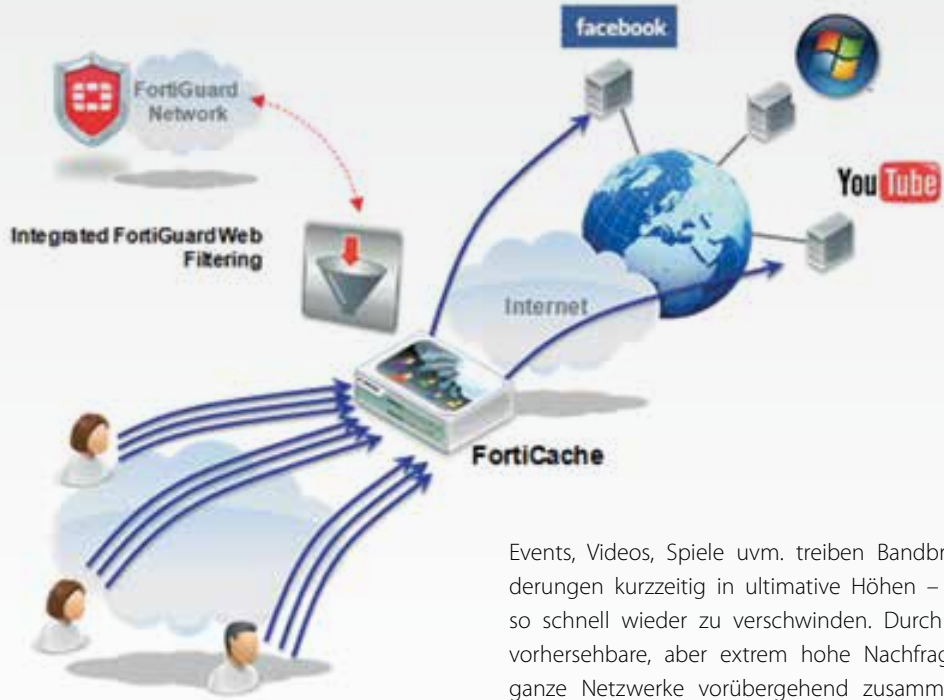 facebook
FortiGuard
Network
You Tube
Integrated FortiGuard Web
Filtering
Internet
FortiCache
Events, Videos, Spiele uvm. treiben Bandbr
derungen kurzzeitig in ultimative Höhen –
so schnell wieder zu verschwinden. Durch
vorhersehbare, aber extrem hohe Nachfrag
ganze Netzwerke vorübergehend zusamm